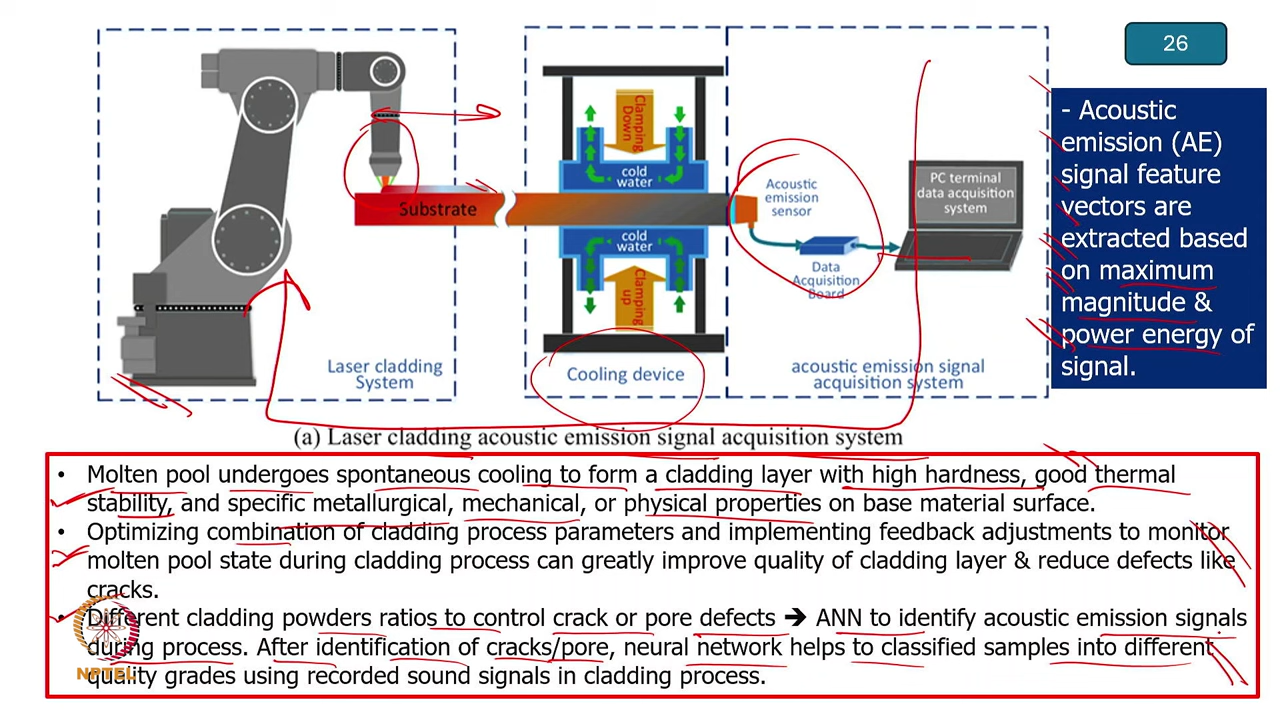 26
- Acoustic
emission (AE)
signal feature
vectors are
extracted based
on maximum
magnitude &
power energy of
signal.
Clamping
Down
cold
water
Substrate
cold
water
Clamping
up
Acoustic
emission
sensor
PC terminal
data acquisition
system
Data
Acquisition
Board
Laser cladding
System
Cooling device
acoustic emission signal
acquisition system
(a) Laser cladding acoustic emission signal acquisition system
• Molten pool undergoes spontaneous cooling to form a cladding layer with high hardness, good thermal
stability, and specific metallurgical, mechanical, or physical properties on base material surface.
• Optimizing combination of cladding process parameters and implementing feedback adjustments to monitor
molten pool state during cladding process can greatly improve quality of cladding layer & reduce defects like
cracks.
• Different cladding powders ratios to control crack or pore defects ➔ ANN to identify acoustic emission signals
during process. After identification of cracks/pore, neural network helps to classified samples into different
quality grades using recorded sound signals in cladding process.
NPTEL